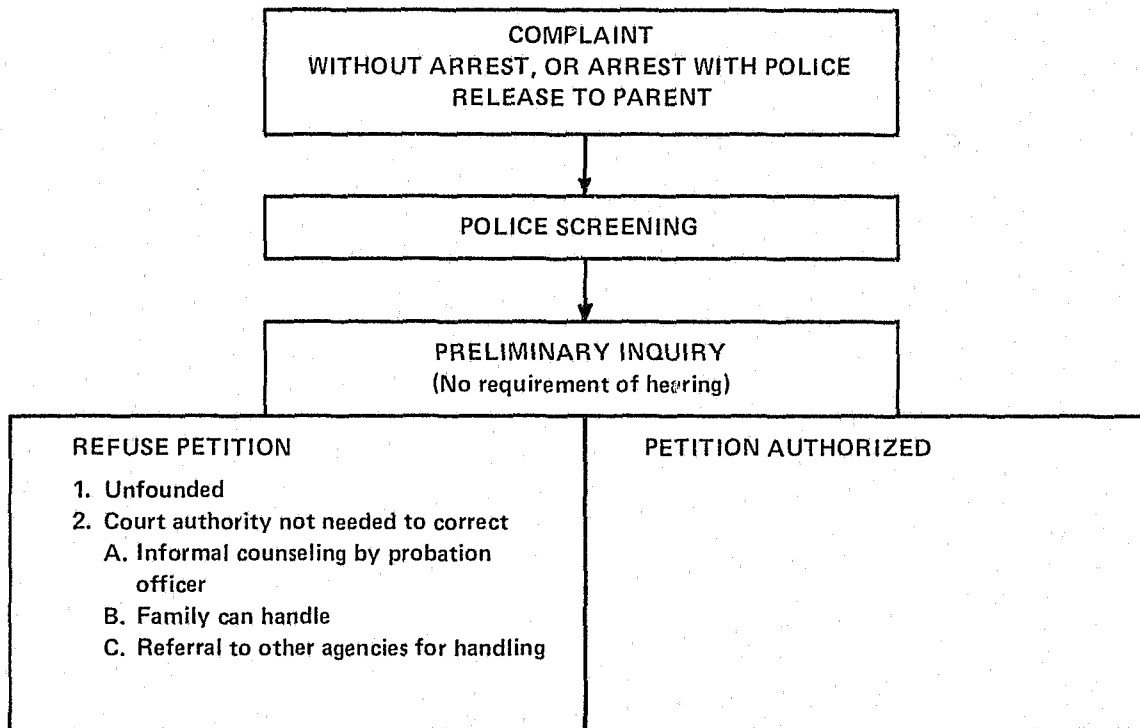 COMPLAINT
WITHOUT ARREST, OR ARREST WITH POLICE
RELEASE TO PARENT
POLICE SCREENING
PRELIMINARY INQUIRY
(No requirement of hearing)
REFUSE PETITION
1. Unfounded
2. Court authority not needed to correct
A. Informal counseling by probation
officer
B. Family can handle
C. Referral to other agencies for handling
PETITION AUTHORIZED